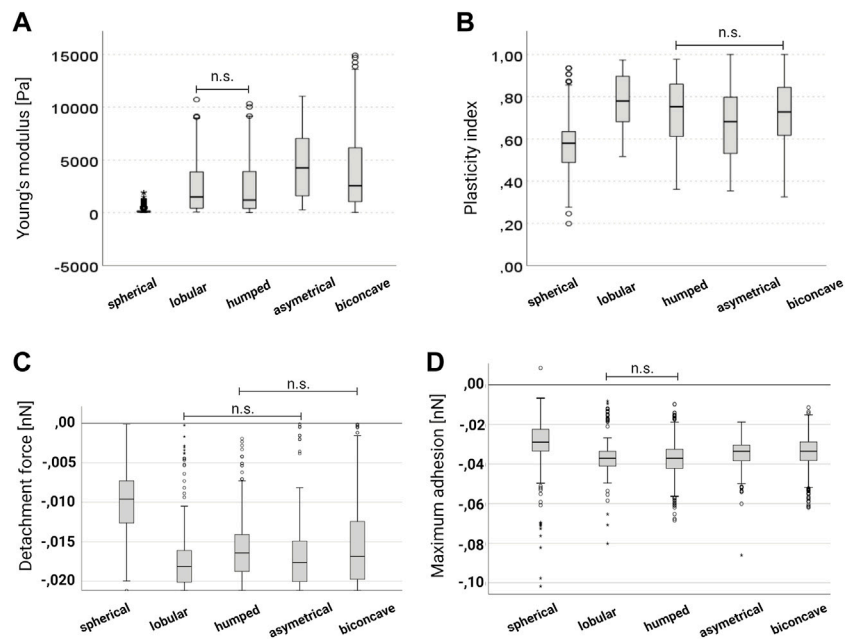 A
Young's modulus [Pa]
15000
10000
5000
0
-5000
n.s.
spherical
lobular
humped
asymetrical
biconcave
B
Plasticity index
1,00
,80
,60
,40
,20
,00
n.s.
spherical
lobular
humped
asymetrical
biconcave
C
Detachment force [nN]
,00
-,005
-,010
-,015
-,020
n.s.
n.s.
spherical
lobular
humped
asymetrical
biconcave
D
Maximum adhesion [nN]
,00
-,02
-,04
-,06
-,08
-,10
n.s.
spherical
lobular
humped
asymetrical
biconcave